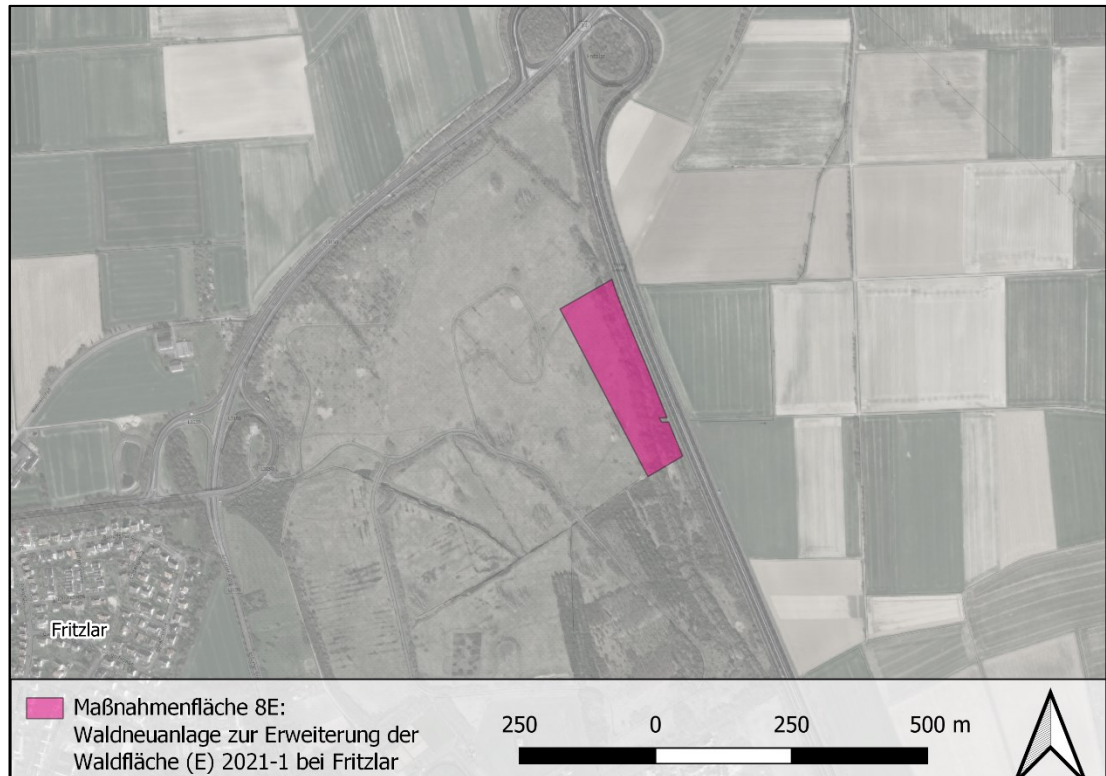 Fritzlar
Maßnahmenfläche 8E:
Waldneuanlage zur Erweiterung der
Waldfläche (E) 2021-1 bei Fritzlar
250 0 250 500 m